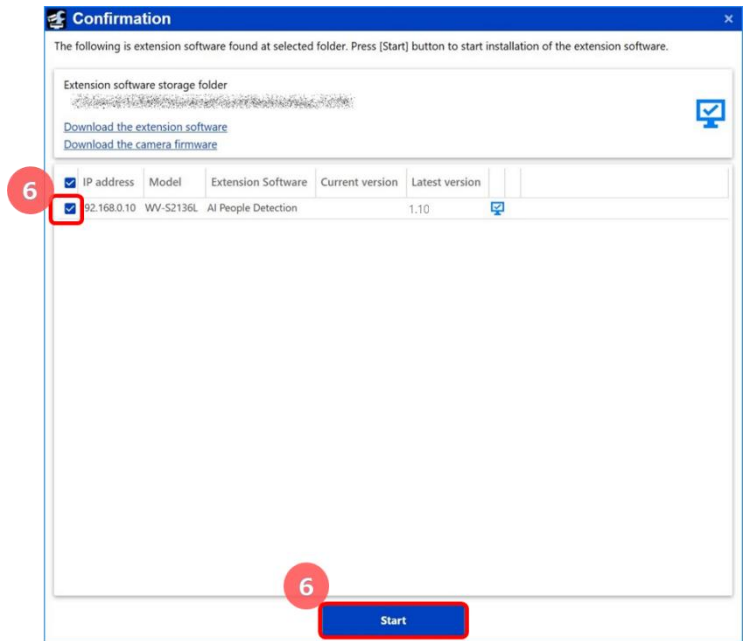 Confirmation
The following is extension software found at selected folder. Press [Start] button to start installation of the extension software.
Extension software storage folder
Download the extension software
Download the camera firmware
6
IP address Model Extension Software Current version Latest version
92.168.0.10 WV-S2136L AI People Detection 1.10
6
Start